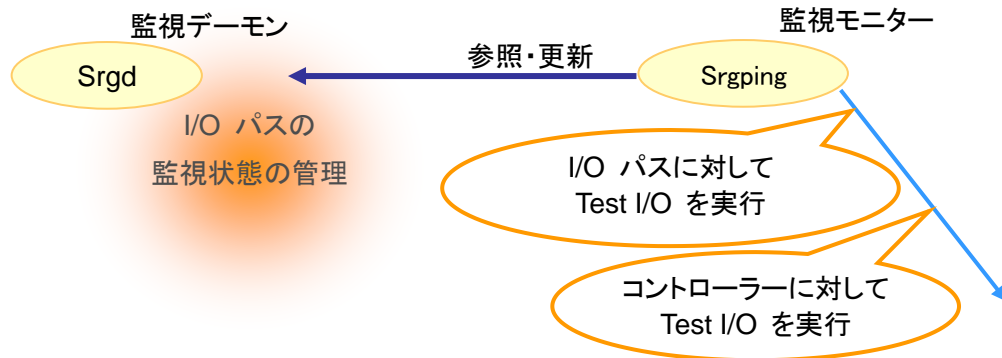 監視デーモン
Srgd
I/O パスの
監視状態の管理
参照・更新
監視モニター
Srgping
I/O パスに対して
Test I/O を実行
コントローラーに対して
Test I/O を実行